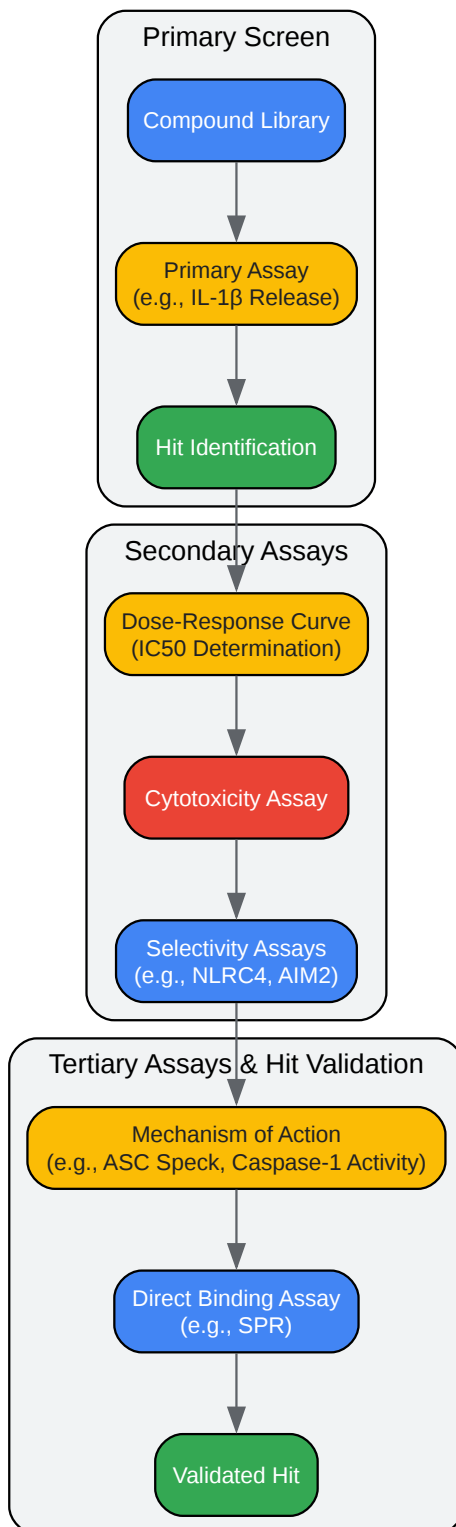 Primary Screen
Compound Library
Primary Assay
(e.g., IL-1β Release)
Hit Identification
Secondary Assays
Dose-Response Curve
(IC50 Determination)
Cytotoxicity Assay
Selectivity Assays
(e.g., NLRC4, AIM2)
Tertiary Assays & Hit Validation
Mechanism of Action
(e.g., ASC Speck, Caspase-1 Activity)
Direct Binding Assay
(e.g., SPR)
Validated Hit